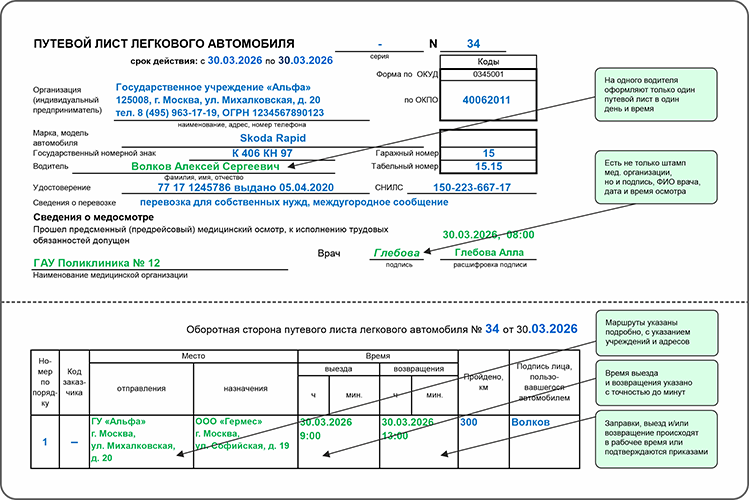 ПУТЕВОЙ ЛИСТ ЛЕГКОВОГО АВТОМОБИЛЯ - N 34
серия
срок действия: с 30.03.2026 по 30.03.2026
Коды
Форма по ОКУД 0345001
по ОКПО 40062011
Организация
(индивидуальный
предприниматель)
Государственное учреждение «Альфа»
125008, г. Москва, ул. Михалковская, д. 20
тел. 8 (495) 963-17-19, ОГРН 1234567890123
наименование, адрес, номер телефона
Марка, модель
автомобиля
Skoda Rapid
Государственный номерной знак К 406 КН 97 Гаражный номер 15
Водитель Волков Алексей Сергеевич Табельный номер 15.15
фамилия, имя, отчество
Удостоверение 77 17 1245786 выдано 05.04.2020 СНИЛС 150-223-667-17
Сведения о перевозке перевозка для собственных нужд, междугородное сообщение
Сведения о медосмотре
Прошел предсменный (предрейсовый) медицинский осмотр, к исполнению трудовых
обязанностей допущен
30.03.2026, 08:00
Врач Глебова Глебова Алла
подпись расшифровка подписи
ГАУ Поликлиника № 12
Наименование медицинской организации
На одного водителя
оформляют только один
путевой лист в один
день и время
Есть не только штамп
мед. организации,
но и подпись, ФИО врача,
дата и время осмотра
Оборотная сторона путевого листа легкового автомобиля № 34 от 30.03.2026
Но-
мер
по
поряд-
ку
Код
заказ-
чика
Место
отправления
назначения
Время
выезда
возвращения
ч
мин.
ч
мин.
Пройдено,
км
Подпись лица,
пользо-
вавшегося
автомобилем
1
–
ГУ «Альфа»
г. Москва,
ул. Михалковская,
д. 20
ООО «Гермес»
г. Москва,
ул. Софийская, д. 19
30.03.2026
9:00
30.03.2026
13:00
300
Волков
Маршруты указаны
подробно, с указанием
учреждений и адресов
Время выезда
и возвращения указано
с точностью до минут
Заправки, выезд и/или
возвращение происходят
в рабочее время или
подтверждаются приказами